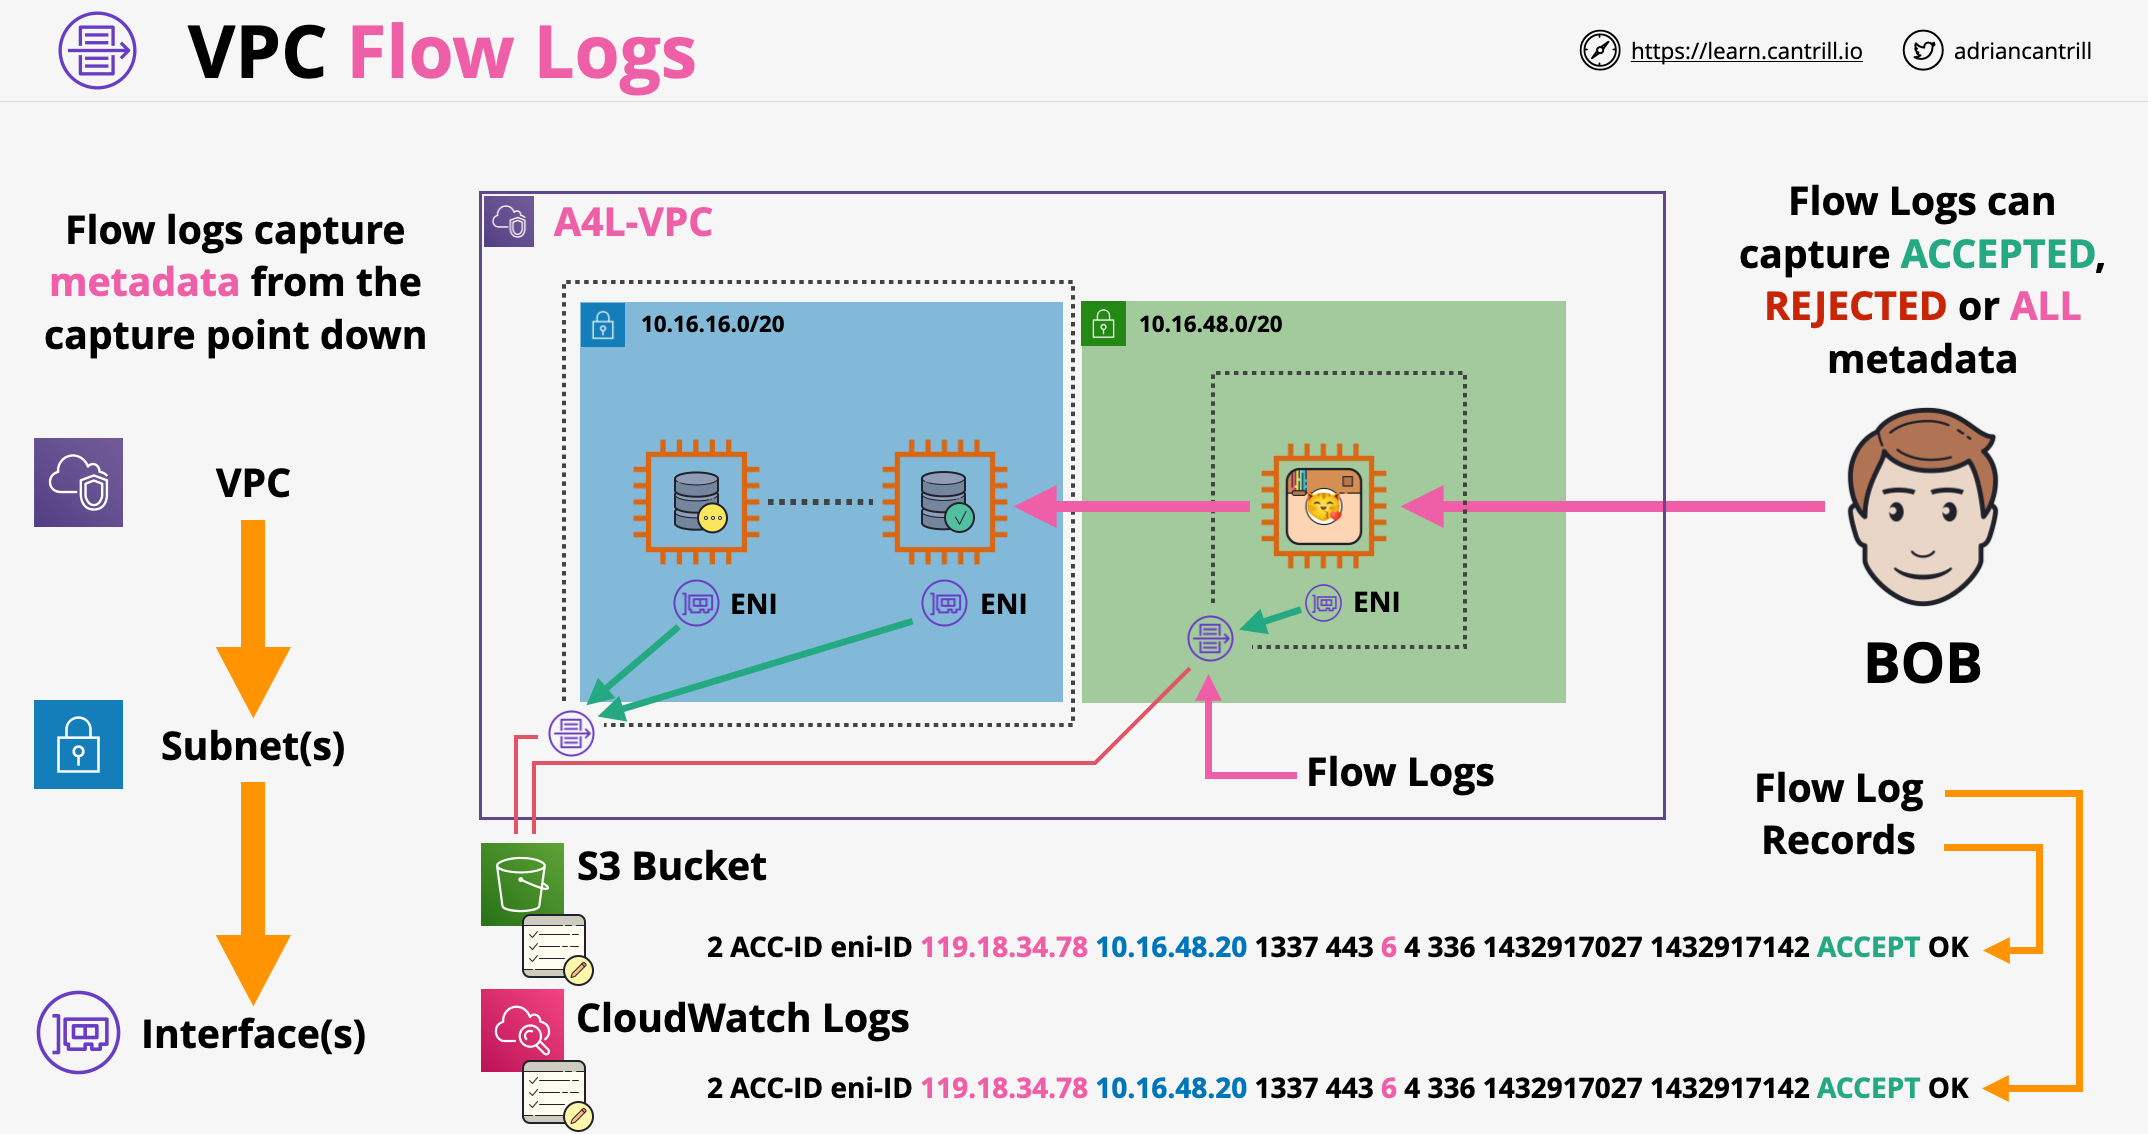 VPC Flow Logs
https://learn.cantrill.io
adriancantrill
Flow logs capture
metadata from the
capture point down
VPC
Subnet(s)
Interface(s)
A4L-VPC
10.16.16.0/20
10.16.48.0/20
ENI
ENI
ENI
Flow Logs
Flow Logs can
capture ACCEPTED,
REJECTED or ALL
metadata
BOB
Flow Log
Records
S3 Bucket
2 ACC-ID eni-ID 119.18.34.78 10.16.48.20 1337 443 6 4 336 1432917027 1432917142 ACCEPT OK
CloudWatch Logs
2 ACC-ID eni-ID 119.18.34.78 10.16.48.20 1337 443 6 4 336 1432917027 1432917142 ACCEPT OK